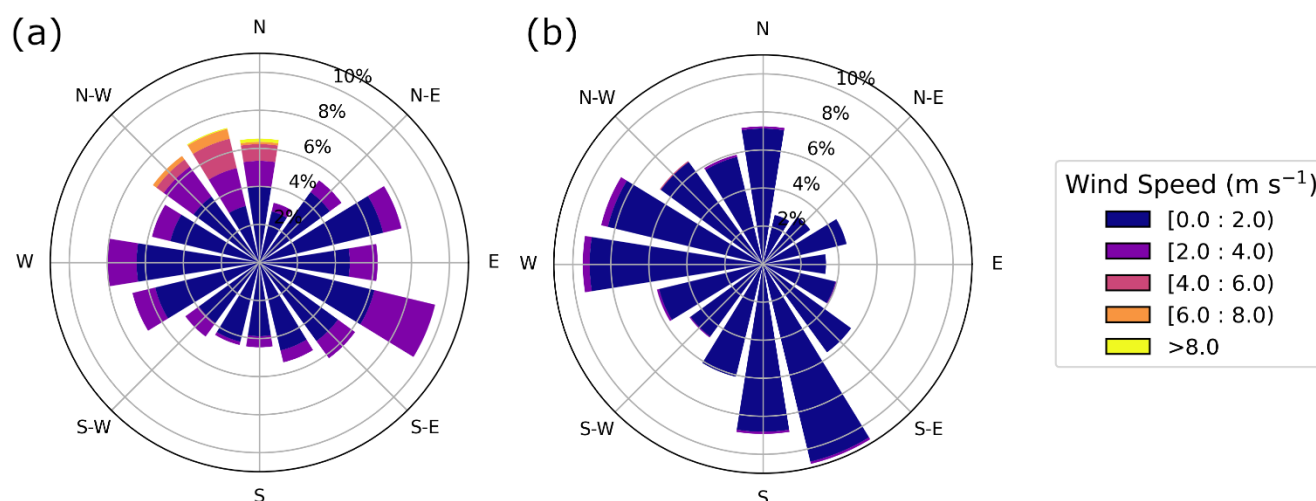 (a)
N
N-E
E
S-E
S
S-W
W
N-W
2%
4%
6%
8%
10%
(b)
N
N-E
E
S-E
S
S-W
W
N-W
2%
4%
6%
8%
10%
Wind Speed (m s⁻¹)
[0.0 : 2.0)
[2.0 : 4.0)
[4.0 : 6.0)
[6.0 : 8.0)
>8.0